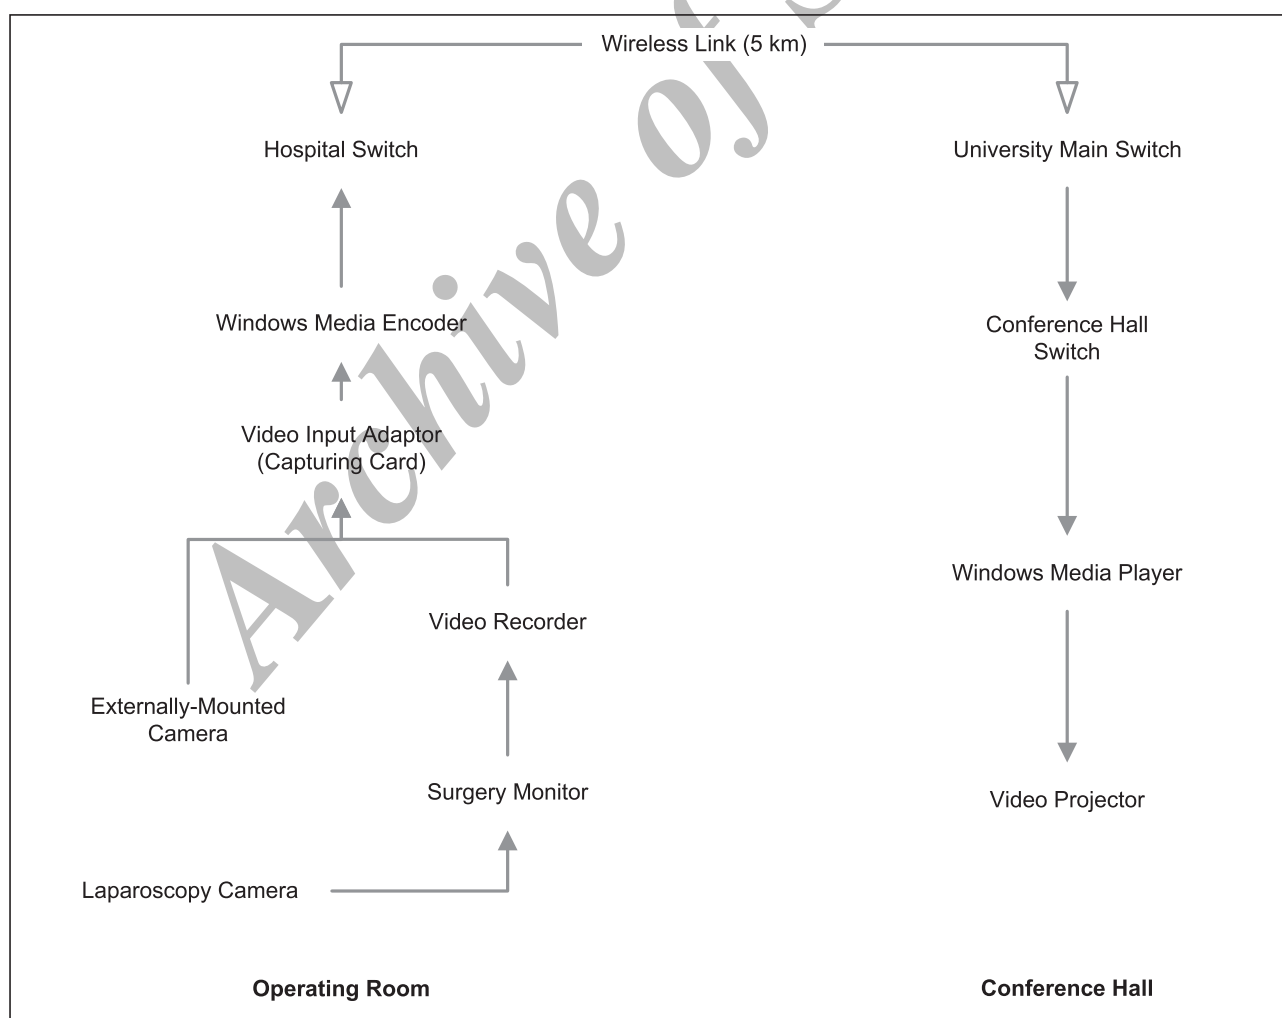 Wireless Link (5 km)
Hospital Switch
University Main Switch
Windows Media Encoder
Conference Hall
Switch
Video Input Adaptor
(Capturing Card)
Windows Media Player
Video Recorder
Externally-Mounted
Camera
Surgery Monitor
Video Projector
Laparoscopy Camera
Operating Room
Conference Hall
Archive of